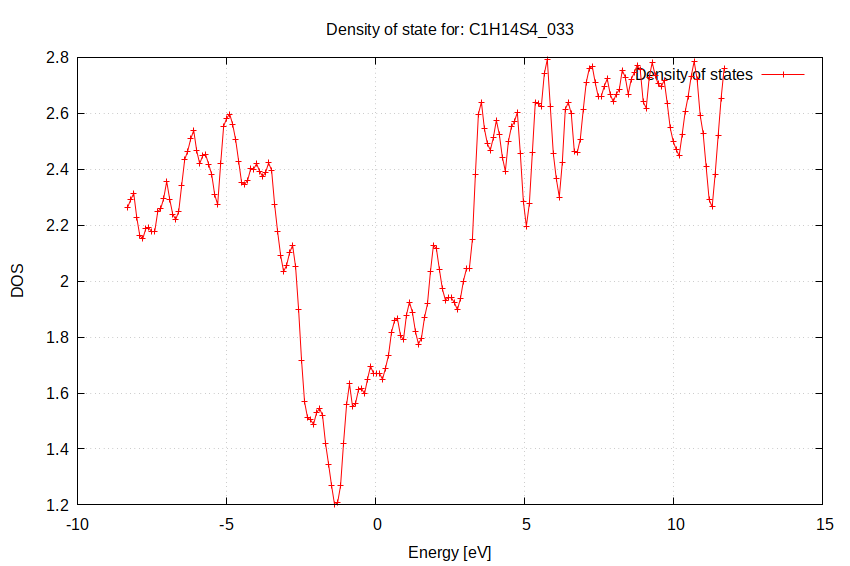 Density of state for: C1H14S4_033
Density of states
2.8
2.6
2.4
2.2
2
1.8
1.6
1.4
1.2
DOS
-10 -5 0 5 10 15
Energy [eV]